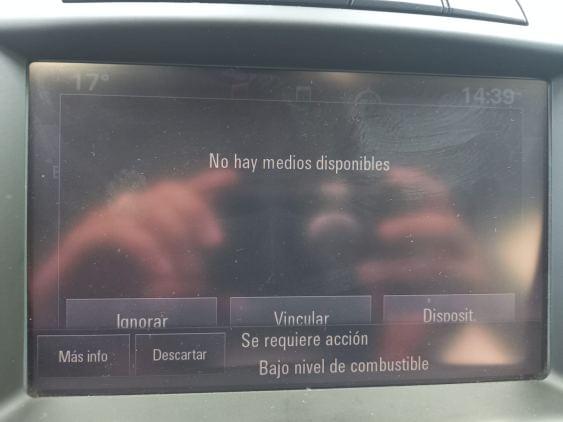 17°
14:39
No hay medios disponibles
Ignorar
Vincular
Disposit.
Más info
Descartar
Se requiere acción
Bajo nivel de combustible